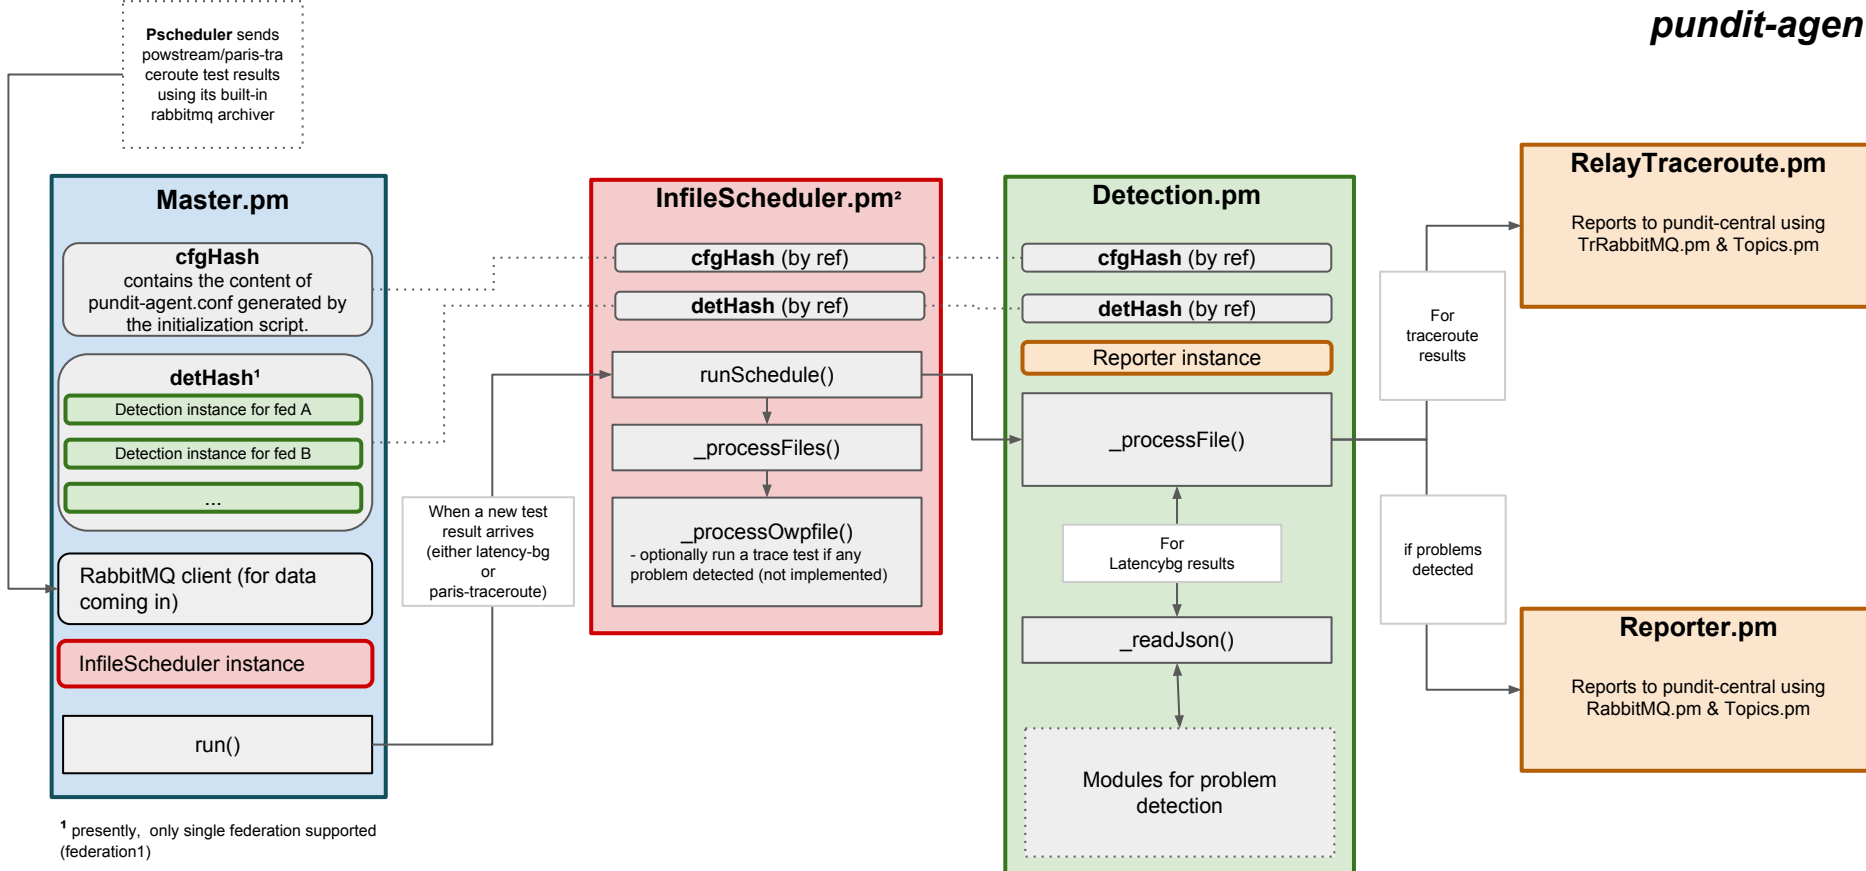 pundit-agen
Pscheduler sends
powstream/paris-tra
ceroute test results
using its built-in
rabbitmq archiver
Master.pm
cfgHash
contains the content of
pundit-agent.conf generated by
the initialization script.
detHash¹
Detection instance for fed A
Detection instance for fed B
...
RabbitMQ client (for data
coming in)
InfileScheduler instance
run()
¹ presently, only single federation supported
(federation1)
When a new test
result arrives
(either latency-bg
or
paris-traceroute)
InfileScheduler.pm²
cfgHash (by ref)
detHash (by ref)
runSchedule()
_processFiles()
_processOwpfile()
- optionally run a trace test if any
problem detected (not implemented)
Detection.pm
cfgHash (by ref)
detHash (by ref)
Reporter instance
_processFile()
For
Latencybg results
_readJson()
Modules for problem
detection
For
traceroute
results
if problems
detected
RelayTraceroute.pm
Reports to pundit-central using
TrRabbitMQ.pm & Topics.pm
Reporter.pm
Reports to pundit-central using
RabbitMQ.pm & Topics.pm